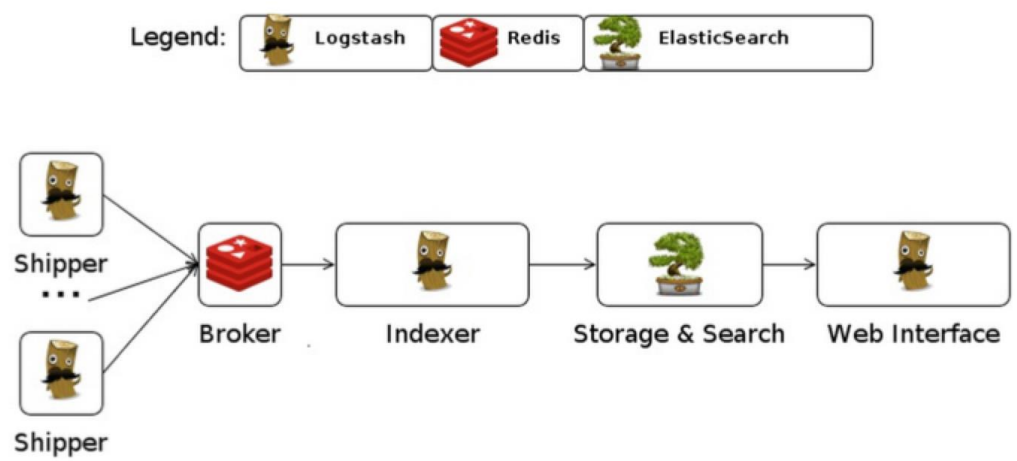 Legend: Logstash Redis ElasticSearch
Shipper
...
Broker Indexer Storage & Search Web Interface
Shipper